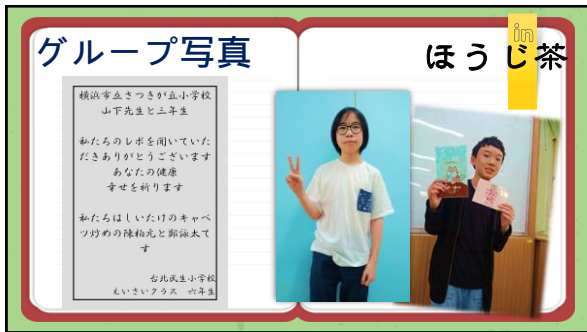 グループ写真
in
ほうじ茶
横浜市立さつきが丘小学校
山下先生と三年生
私たちのレポを聞いていた
だきありがとうございます
あなたの健康
幸せを祈ります
私たちはしいたけのキャベ
ツ炒めの陳柏元と鄭詠太で
す
台北民生小学校
えいさいクラス 六年生